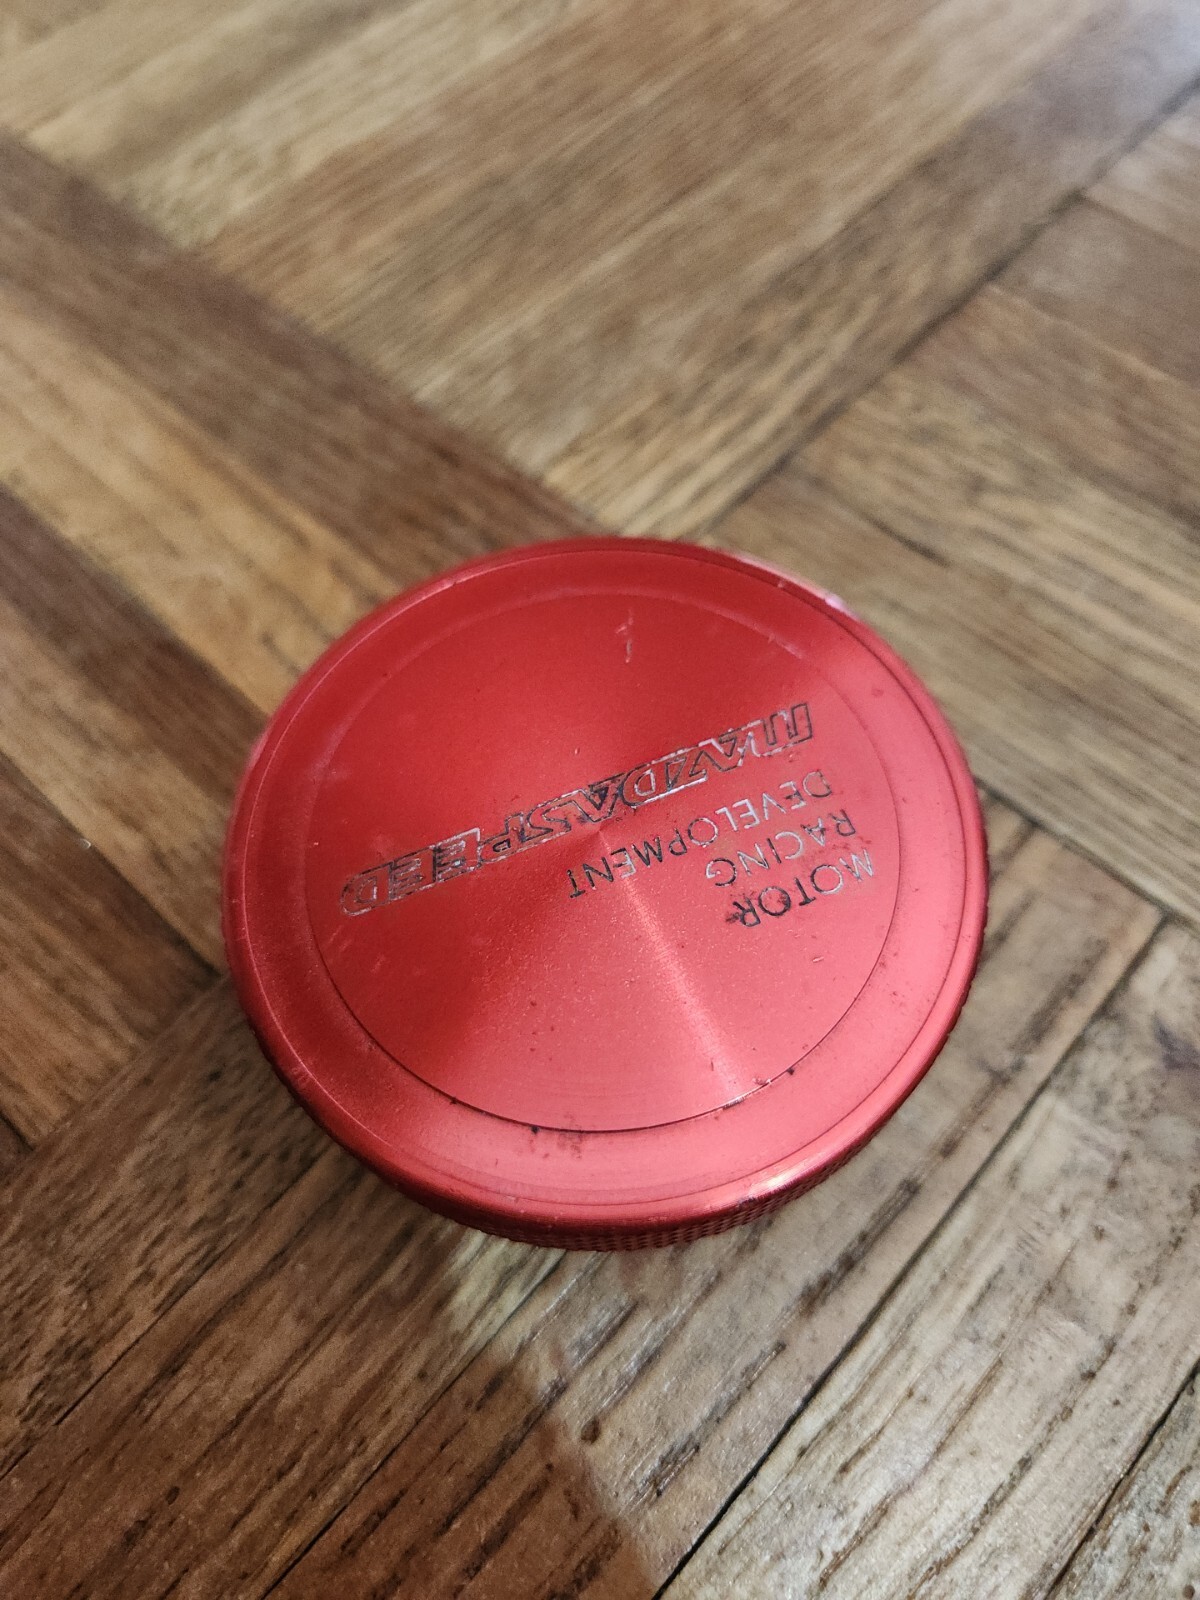 MOTOR
RACING
DEVELOPMENT
MAZDASPEED